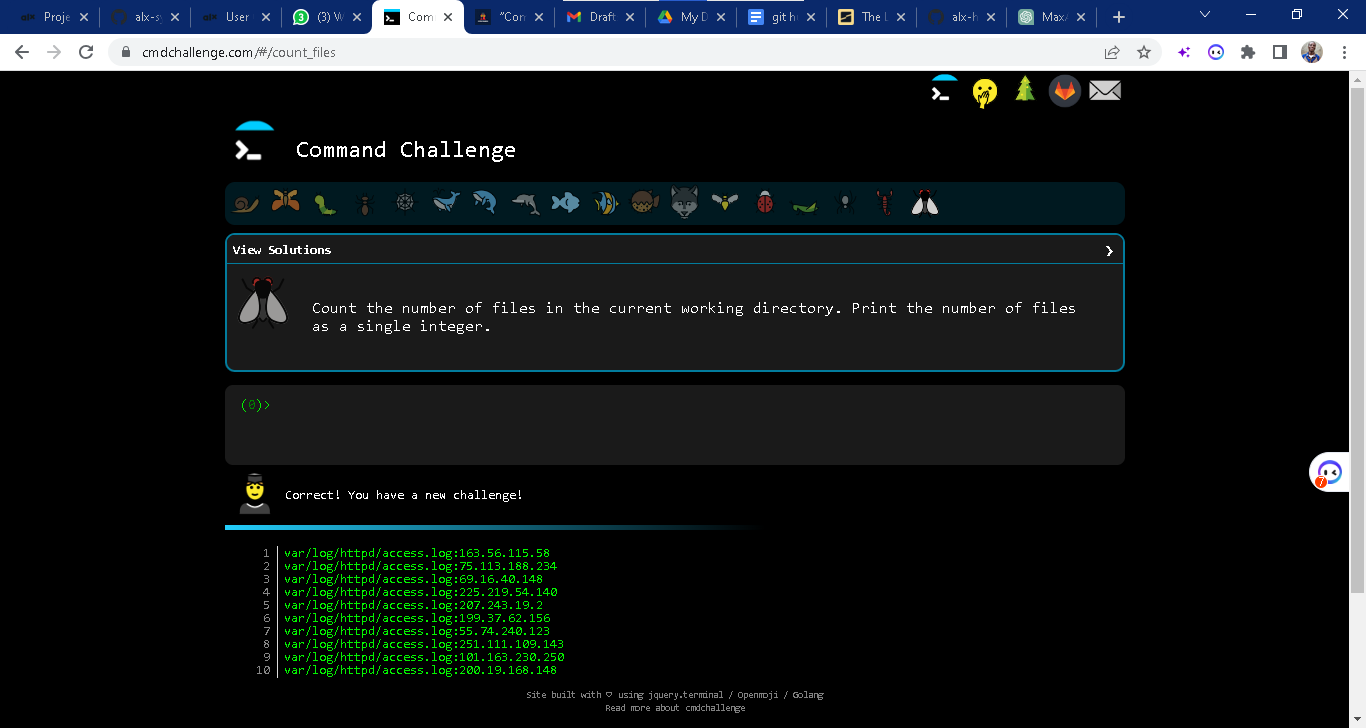 Proje
alx-sy
User
(3) W
Com
"Con
Draft
My D
git h
The L
alx-h
MaxA
cmdchallenge.com/#/count_files
Command Challenge
View Solutions
Count the number of files in the current working directory. Print the number of files
as a single integer.
(0)>
7
Correct! You have a new challenge!
1 var/log/httpd/access.log:163.56.115.58
2 var/log/httpd/access.log:75.113.188.234
3 var/log/httpd/access.log:69.16.40.148
4 var/log/httpd/access.log:225.219.54.140
5 var/log/httpd/access.log:207.243.19.2
6 var/log/httpd/access.log:199.37.62.156
7 var/log/httpd/access.log:55.74.240.123
8 var/log/httpd/access.log:251.111.109.143
9 var/log/httpd/access.log:101.163.230.250
10 var/log/httpd/access.log:200.19.168.148
Site built with ♡ using jquery.terminal / Openmoji / Golang
Read more about cmdchallenge